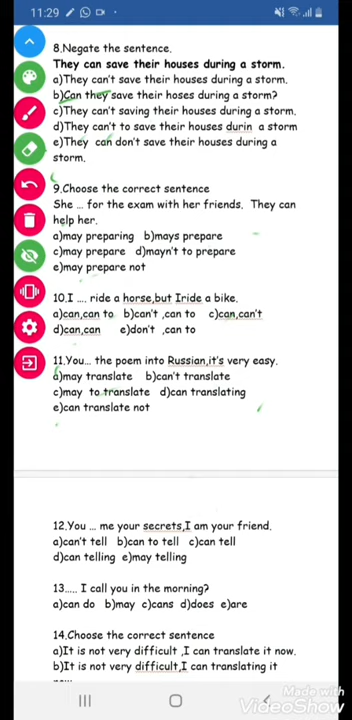 11:29
8.Negate the sentence.
They can save their houses during a storm.
a)They can't save their houses during a storm.
b)Can they save their hoses during a storm?
c)They can't saving their houses during a storm.
d)They can't to save their houses durin a storm
e)They can don't save their houses during a
storm.
9.Choose the correct sentence
She ... for the exam with her friends. They can
help her.
a)may preparing b)mays prepare
c)may prepare d)mayn't to prepare
e)may prepare not
10.I .... ride a horse,but Iride a bike.
a)can,can to b)can't ,can to c)can,can't
d)can,can e)don't ,can to
11.You... the poem into Russian,it's very easy.
a)may translate b)can't translate
c)may to translate d)can translating
e)can translate not
12.You ... me your secrets,I am your friend.
a)can't tell b)can to tell c)can tell
d)can telling e)may telling
13..... I call you in the morning?
a)can do b)may c)cans d)does e)are
14.Choose the correct sentence
a)It is not very difficult ,I can translate it now.
b)It is not very difficult,I can translating it
Made with
VideoShow